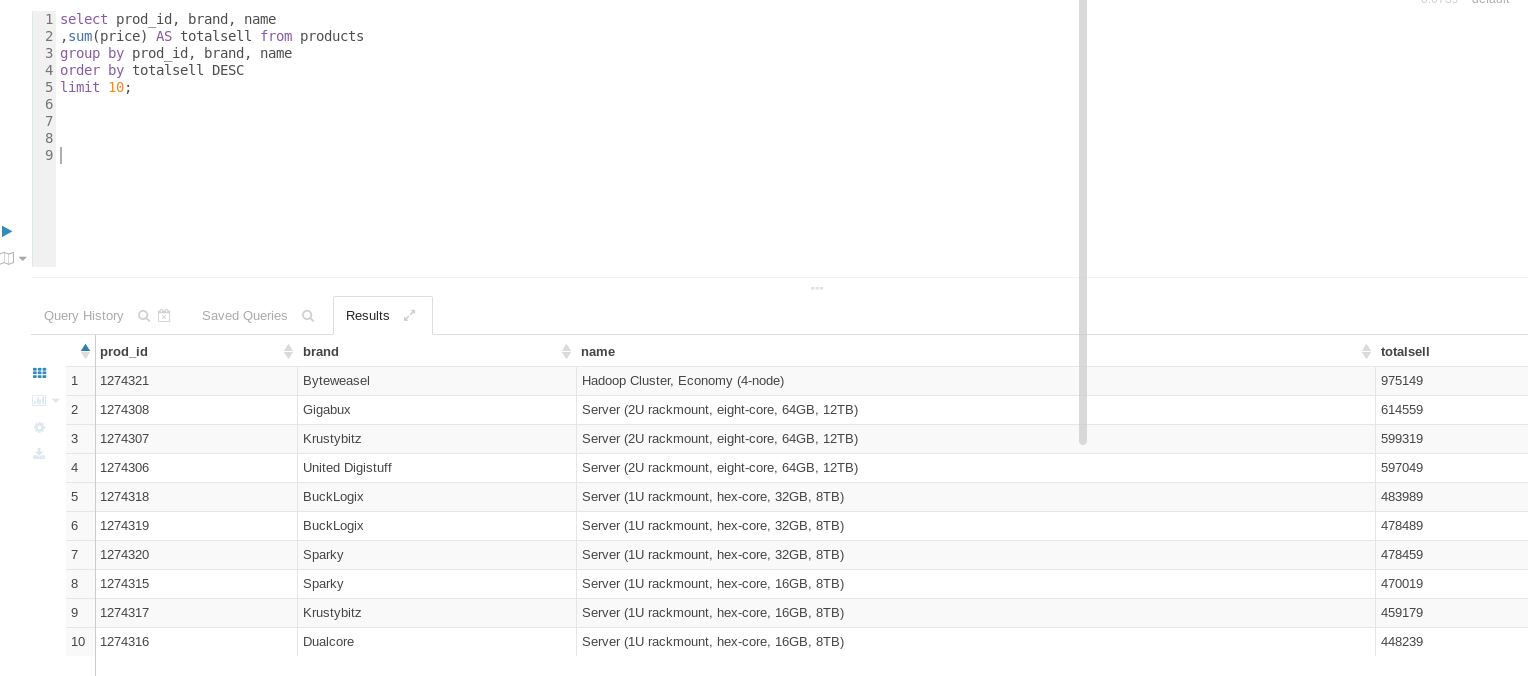 default
1 select prod_id, brand, name
2 ,sum(price) AS totalsell from products
3 group by prod_id, brand, name
4 order by totalsell DESC
5 limit 10;
6
7
8
9
Query History Saved Queries Results
prod_id brand name totalsell
1 1274321 Byteweasel Hadoop Cluster, Economy (4-node) 975149
2 1274308 Gigabux Server (2U rackmount, eight-core, 64GB, 12TB) 614559
3 1274307 Krustybitz Server (2U rackmount, eight-core, 64GB, 12TB) 599319
4 1274306 United Digistuff Server (2U rackmount, eight-core, 64GB, 12TB) 597049
5 1274318 BuckLogix Server (1U rackmount, hex-core, 32GB, 8TB) 483989
6 1274319 BuckLogix Server (1U rackmount, hex-core, 32GB, 8TB) 478489
7 1274320 Sparky Server (1U rackmount, hex-core, 32GB, 8TB) 478459
8 1274315 Sparky Server (1U rackmount, hex-core, 16GB, 8TB) 470019
9 1274317 Krustybitz Server (1U rackmount, hex-core, 16GB, 8TB) 459179
10 1274316 Dualcore Server (1U rackmount, hex-core, 16GB, 8TB) 448239